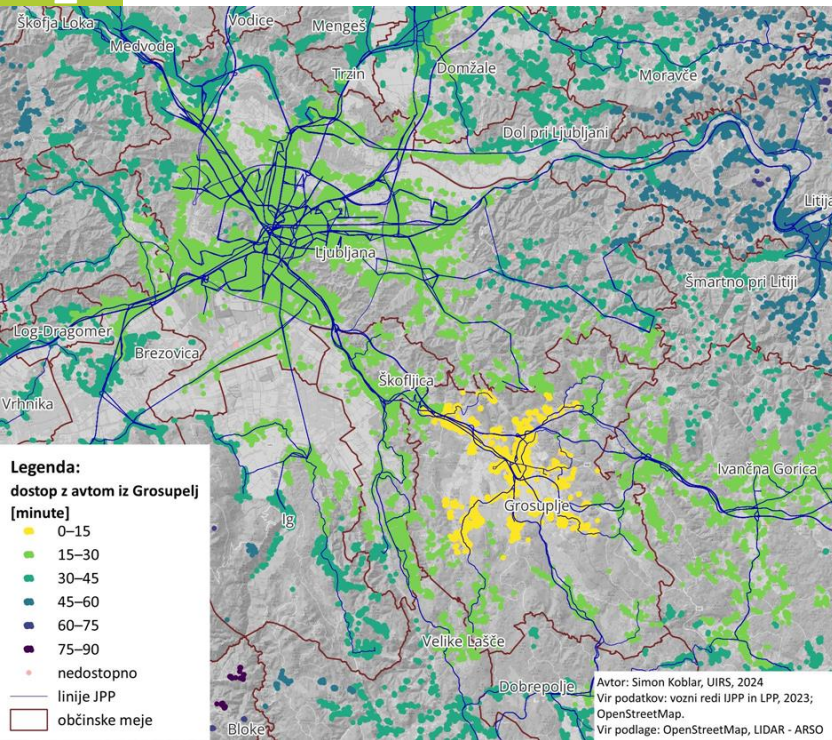 Škofja Loka
Vodice
Mengeš
Medvode
Trzin
Domžale
Moravče
Dol pri Ljubljani
Litija
Ljubljana
Šmartno pri Litiji
Log-Dragomer
Brezovica
Škofljica
Vrhnika
Ivančna Gorica
Grosuplje
Ig
Velike Lašče
Dobrepolje
Bloke
Legenda:
dostop z avtom iz Grosupelj
[minute]
0–15
15–30
30–45
45–60
60–75
75–90
nedostopno
linije JPP
občinske meje
Avtor: Simon Koblar, UIRS, 2024
Vir podatkov: vozni redi IJPP in LPP, 2023;
OpenStreetMap.
Vir podlage: OpenStreetMap, LIDAR - ARSO